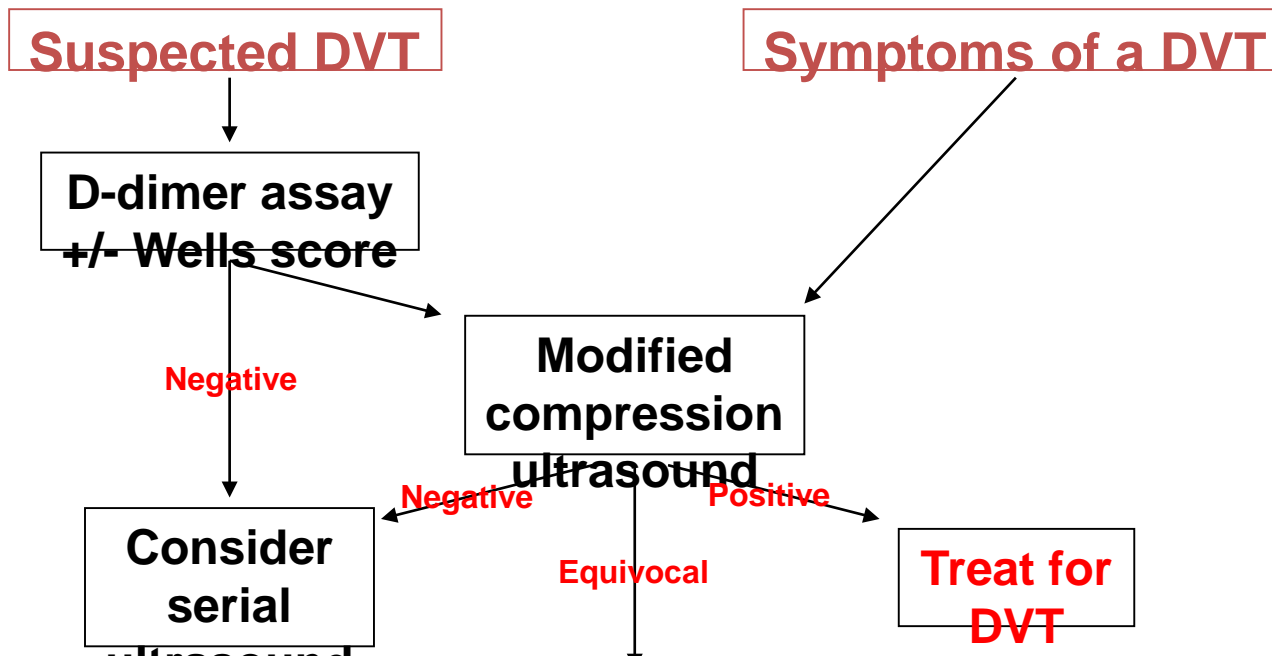 Suspected DVT
Symptoms of a DVT
D-dimer assay
+/- Wells score
Modified
compression
ultrasound
Negative
Negative
Positive
Equivocal
Consider
serial
ultrasound
Treat for
DVT